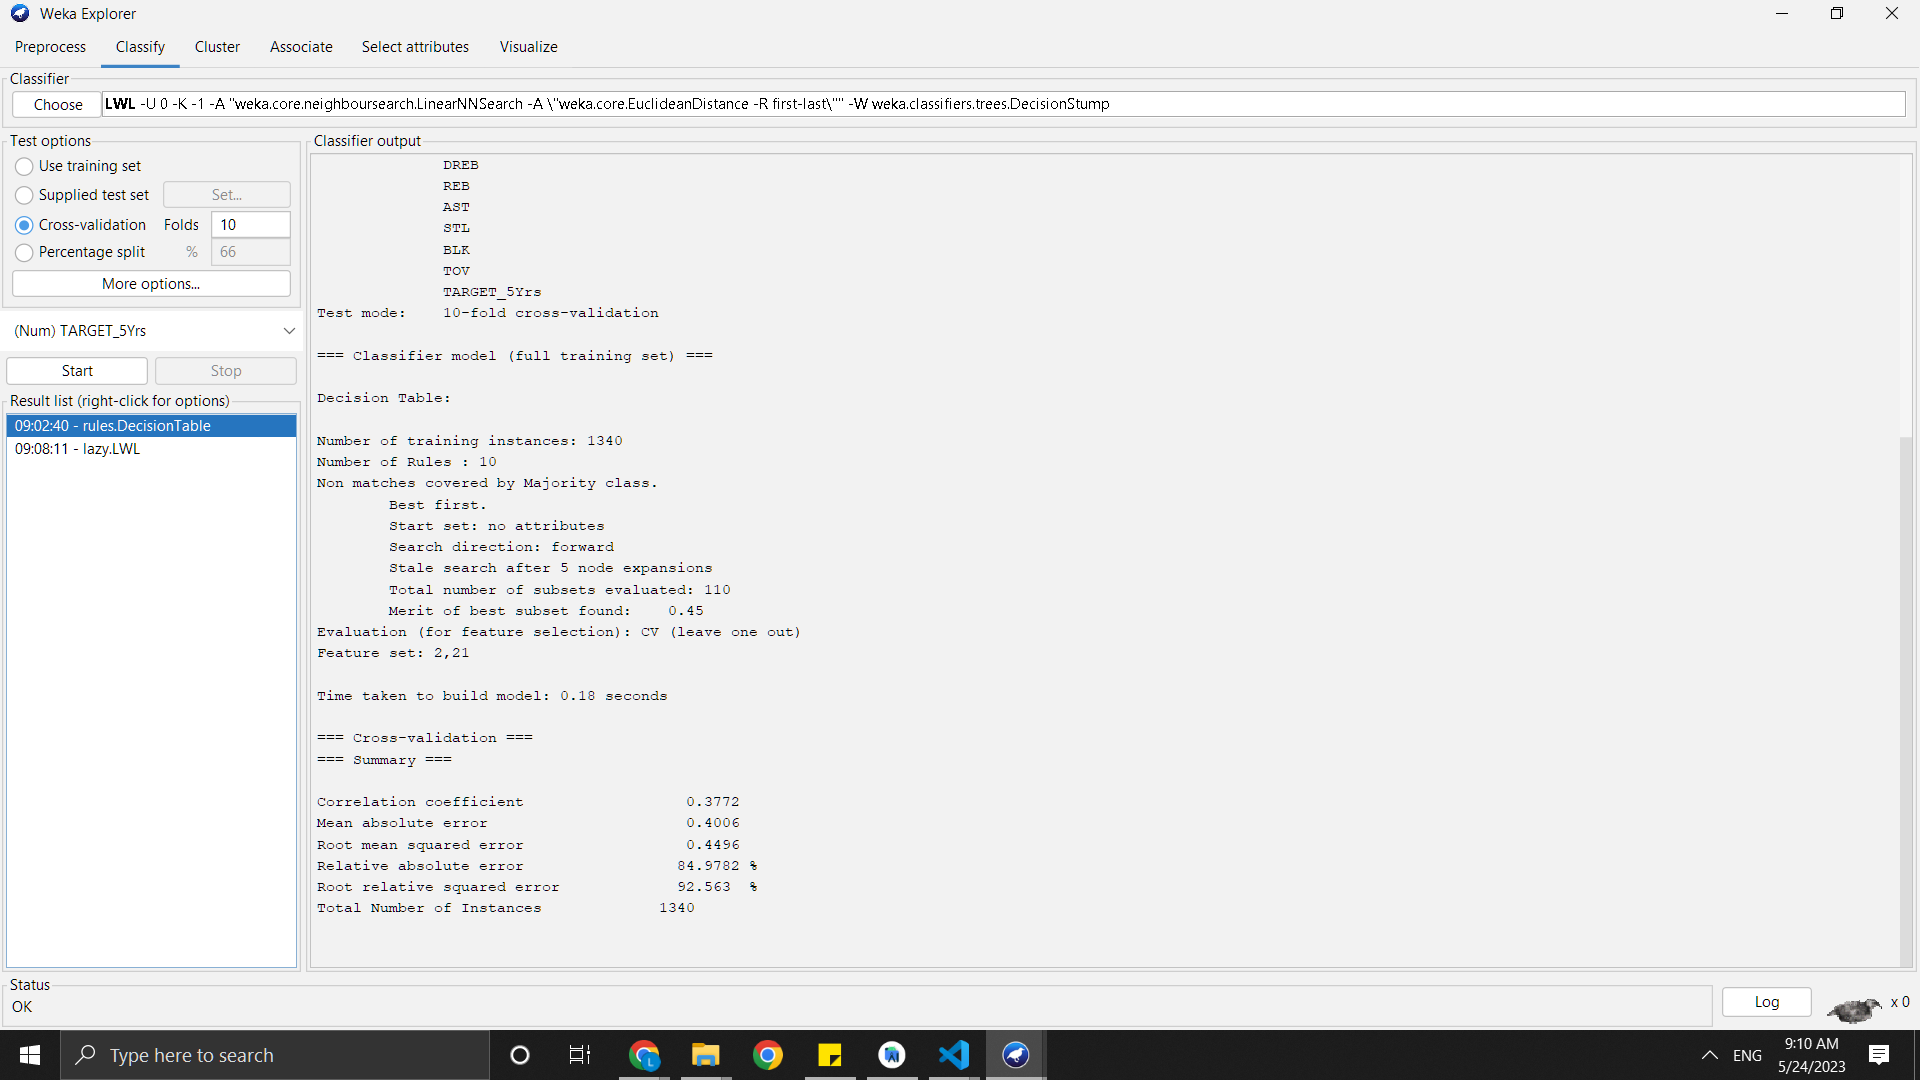 Weka Explorer
Preprocess Classify Cluster Associate Select attributes Visualize
Classifier
Choose LWL -U 0 -K -1 -A "weka.core.neighboursearch.LinearNNSearch -A \"weka.core.EuclideanDistance -R first-last\"" -W weka.classifiers.trees.DecisionStump
Test options
Use training set
Supplied test set Set...
Cross-validation Folds 10
Percentage split % 66
More options...
(Num) TARGET_5Yrs
Start Stop
Result list (right-click for options)
09:02:40 - rules.DecisionTable
09:08:11 - lazy.LWL
Classifier output
DREB
REB
AST
STL
BLK
TOV
TARGET_5Yrs
Test mode: 10-fold cross-validation
=== Classifier model (full training set) ===
Decision Table:
Number of training instances: 1340
Number of Rules : 10
Non matches covered by Majority class.
Best first.
Start set: no attributes
Search direction: forward
Stale search after 5 node expansions
Total number of subsets evaluated: 110
Merit of best subset found: 0.45
Evaluation (for feature selection): CV (leave one out)
Feature set: 2,21
Time taken to build model: 0.18 seconds
=== Cross-validation ===
=== Summary ===
Correlation coefficient 0.3772
Mean absolute error 0.4006
Root mean squared error 0.4496
Relative absolute error 84.9782 %
Root relative squared error 92.563 %
Total Number of Instances 1340
Status
OK
Log x 0
Type here to search
L
ENG
9:10 AM
5/24/2023